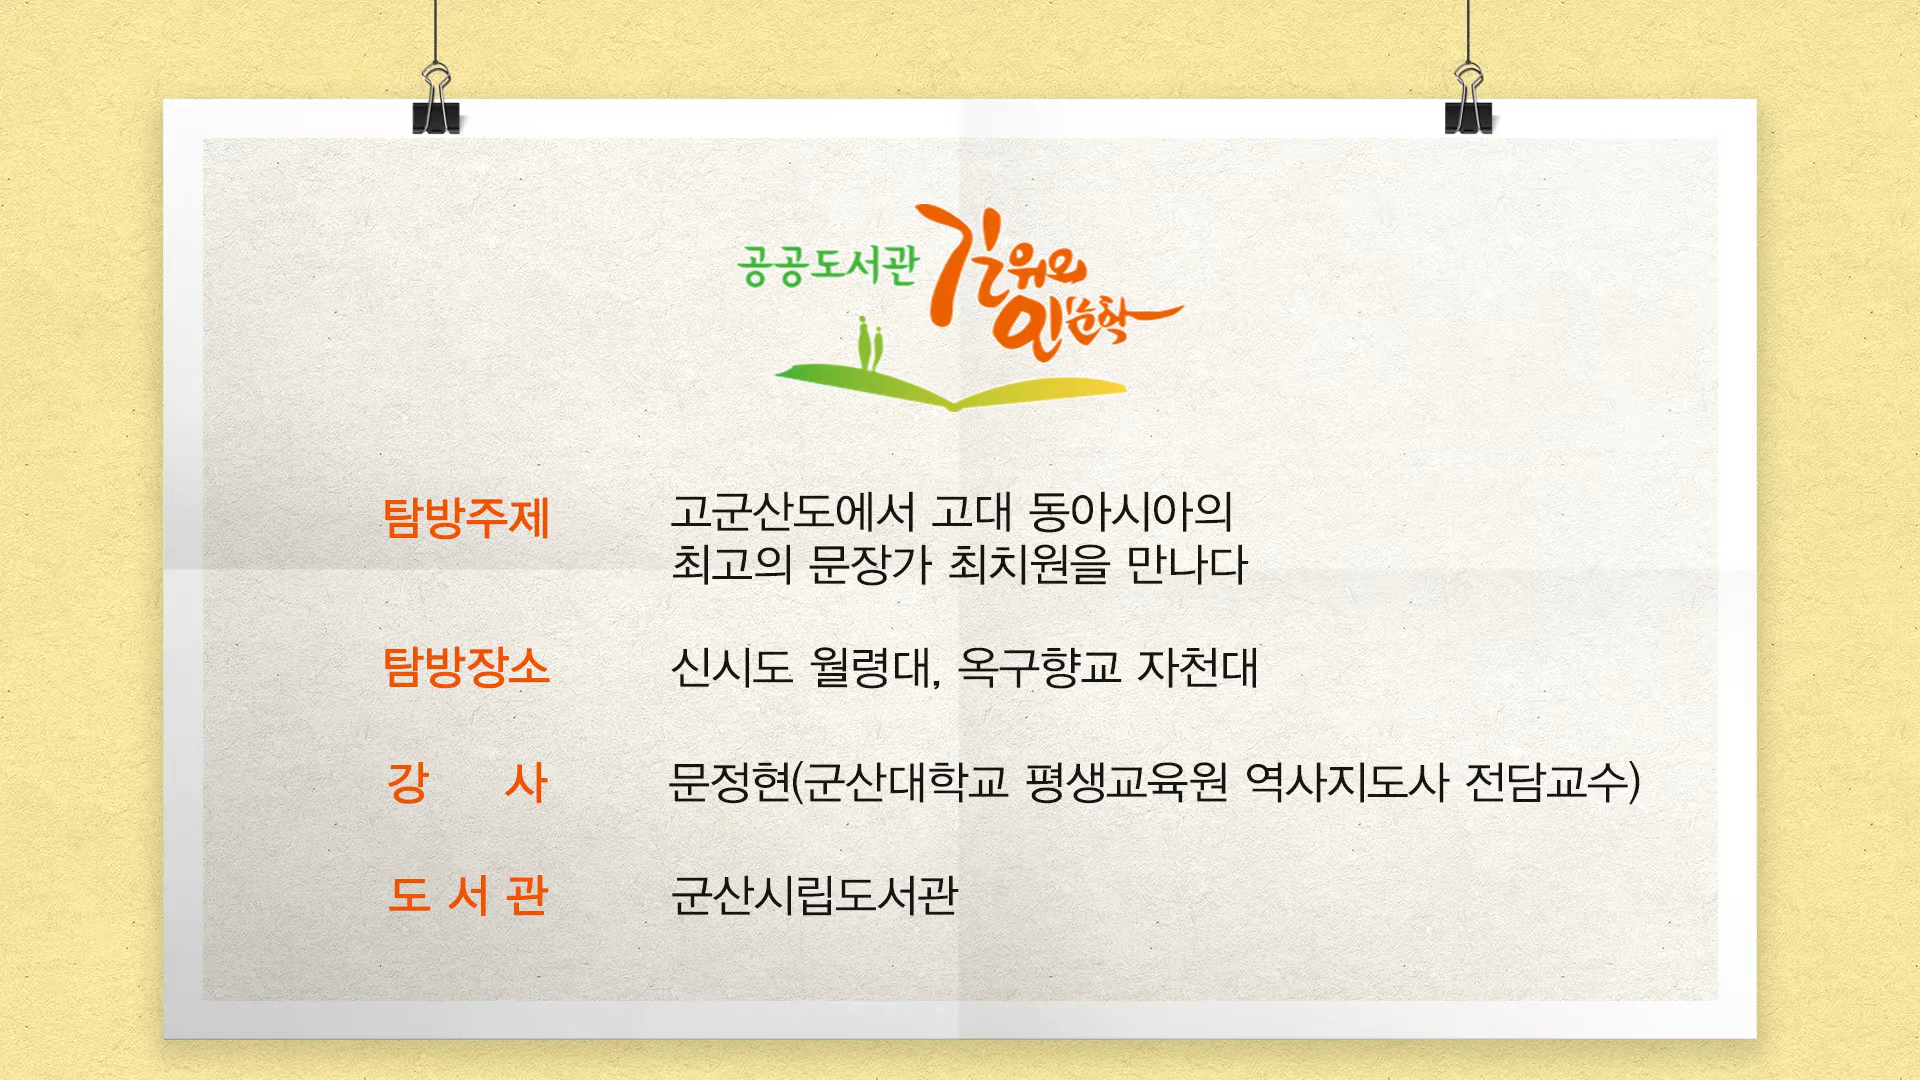 공공도서관 길 위의 인문학
탐방주제 고군산도에서 고대 동아시아의
최고의 문장가 최치원을 만나다
탐방장소 신시도 월령대, 옥구향교 자천대
강 사 문정현(군산대학교 평생교육원 역사지도사 전담교수)
도 서 관 군산시립도서관